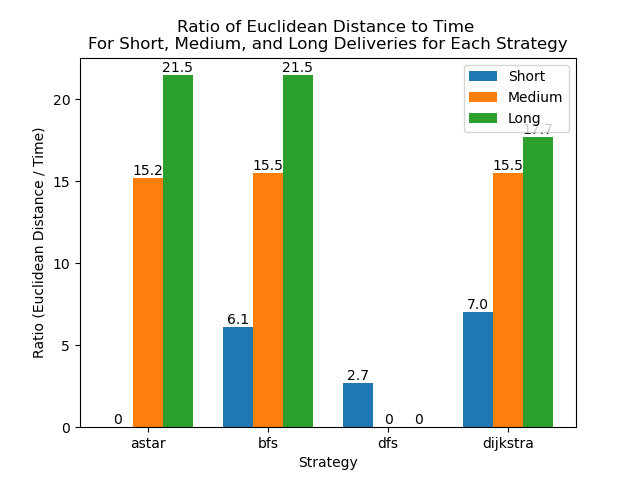 Ratio of Euclidean Distance to Time
For Short, Medium, and Long Deliveries for Each Strategy
Ratio (Euclidean Distance / Time)
20
15
10
5
0
0
15.2
21.5
6.1
15.5
21.5
2.7
0
0
7.0
15.5
17.7
Short
Medium
Long
astar
bfs
dfs
dijkstra
Strategy